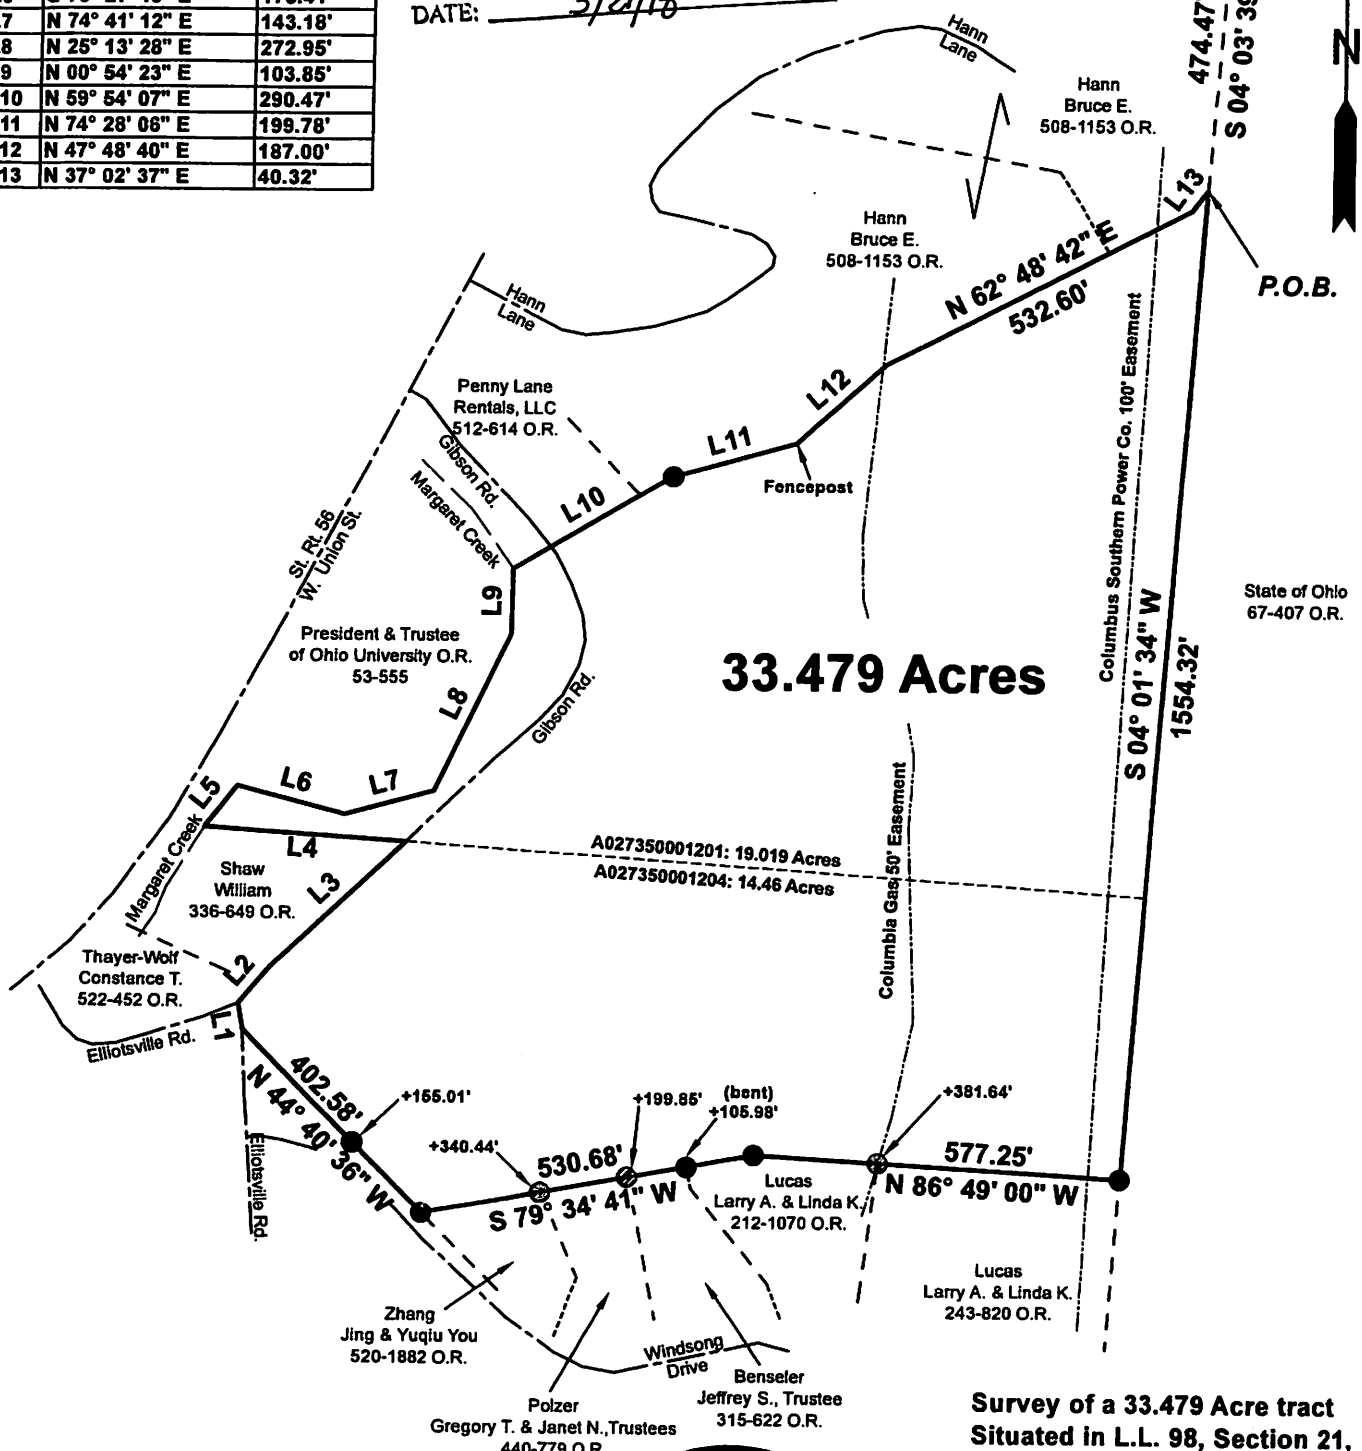 7 N 74° 41' 12" E 143.18'
8 N 25° 13' 28" E 272.95'
9 N 00° 54' 23" E 103.85'
10 N 59° 54' 07" E 290.47'
11 N 74° 28' 06" E 199.78'
12 N 47° 48' 40" E 187.00'
13 N 37° 02' 37" E 40.32'
DATE:
474.47
S 04° 03' 39
N
Hann
Lane
Hann
Bruce E.
508-1153 O.R.
L13
Hann
Bruce E.
508-1153 O.R.
N 62° 48' 42" E
532.60'
P.O.B.
Hann
Lane
Penny Lane
Rentals, LLC
512-614 O.R.
Gibson Rd.
Margaret Creek
L12
L11
L10
Fencepost
Columbus Southern Power Co. 100' Easement
St. Rt. 56
W. Union St.
L9
State of Ohio
67-407 O.R.
President & Trustee
of Ohio University O.R.
53-555
33.479 Acres
S 04° 01' 34" W
1554.32'
L8
Gibson Rd.
L5
L6
L7
Margaret Creek
L4
A027350001201: 19.019 Acres
A027350001204: 14.46 Acres
Columbia Gas 50' Easement
Shaw
William
336-649 O.R.
L3
Thayer-Wolf
Constance T.
522-452 O.R.
L2
L1
Elliotsville Rd.
402.58'
N 44° 40' 36" W
+155.01'
+340.44'
+199.85'
(bent)
+105.98'
+381.64'
530.68'
S 79° 34' 41" W
577.25'
N 86° 49' 00" W
Elliotsville Rd.
Lucas
Larry A. & Linda K.
212-1070 O.R.
Lucas
Larry A. & Linda K.
243-820 O.R.
Zhang
Jing & Yuqiu You
520-1882 O.R.
Windsong
Drive
Polzer
Gregory T. & Janet N.,Trustees
440-779 O.R.
Benseler
Jeffrey S., Trustee
315-622 O.R.
Survey of a 33.479 Acre tract
Situated in L.L. 98, Section 21,